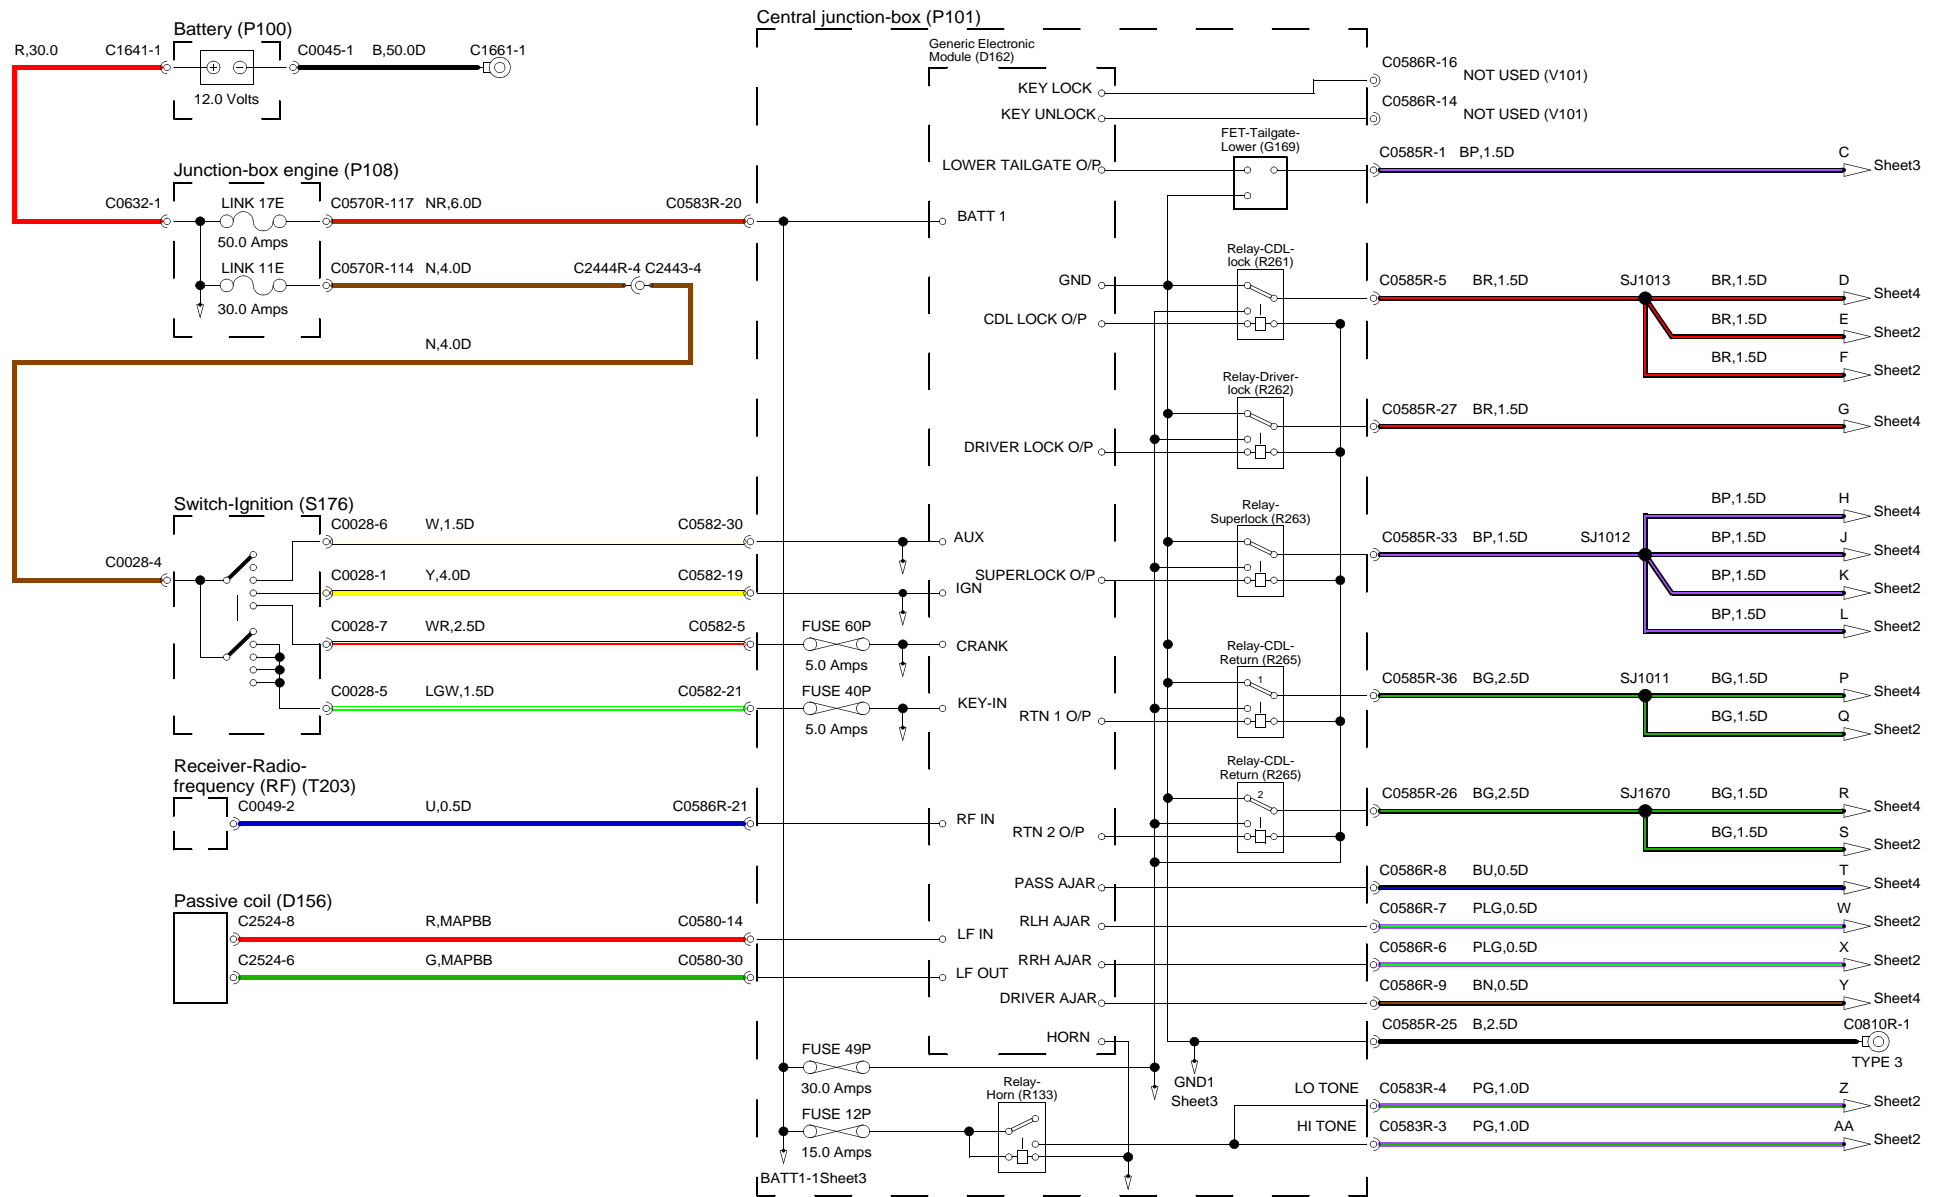 Central junction-box (P101)
Battery (P100)
R,30.0
C1641-1
C0045-1
B,50.0D
C1661-1
12.0 Volts
Generic Electronic
Module (D162)
KEY LOCK
C0586R-16
NOT USED (V101)
KEY UNLOCK
C0586R-14
NOT USED (V101)
FET-Tailgate-
Lower (G169)
LOWER TAILGATE O/P
C0585R-1
BP,1.5D
C
Sheet3
Junction-box engine (P108)
C0632-1
LINK 17E
50.0 Amps
C0570R-117
NR,6.0D
C0583R-20
BATT 1
LINK 11E
30.0 Amps
C0570R-114
N,4.0D
C2444R-4
C2443-4
N,4.0D
GND
Relay-CDL-
lock (R261)
CDL LOCK O/P
C0585R-5
BR,1.5D
SJ1013
BR,1.5D
D
Sheet4
BR,1.5D
E
Sheet2
BR,1.5D
F
Sheet2
Relay-Driver-
lock (R262)
DRIVER LOCK O/P
C0585R-27
BR,1.5D
G
Sheet4
Switch-Ignition (S176)
C0028-4
C0028-6
W,1.5D
C0582-30
AUX
C0028-1
Y,4.0D
C0582-19
IGN
C0028-7
WR,2.5D
C0582-5
FUSE 60P
5.0 Amps
CRANK
C0028-5
LGW,1.5D
C0582-21
FUSE 40P
5.0 Amps
KEY-IN
Relay-
Superlock (R263)
SUPERLOCK O/P
C0585R-33
BP,1.5D
SJ1012
BP,1.5D
H
Sheet4
BP,1.5D
J
Sheet4
BP,1.5D
K
Sheet2
BP,1.5D
L
Sheet2
Relay-CDL-
Return (R265)
1
RTN 1 O/P
C0585R-36
BG,2.5D
SJ1011
BG,1.5D
P
Sheet4
BG,1.5D
Q
Sheet2
Receiver-Radio-
frequency (RF) (T203)
C0049-2
U,0.5D
C0586R-21
RF IN
Relay-CDL-
Return (R265)
2
RTN 2 O/P
C0585R-26
BG,2.5D
SJ1670
BG,1.5D
R
Sheet4
BG,1.5D
S
Sheet2
Passive coil (D156)
C2524-8
R,MAPBB
C0580-14
LF IN
C2524-6
G,MAPBB
C0580-30
LF OUT
PASS AJAR
C0586R-8
BU,0.5D
T
Sheet4
RLH AJAR
C0586R-7
PLG,0.5D
W
Sheet2
RRH AJAR
C0586R-6
PLG,0.5D
X
Sheet2
DRIVER AJAR
C0586R-9
BN,0.5D
Y
Sheet4
HORN
C0585R-25
B,2.5D
C0810R-1
TYPE 3
GND1
Sheet3
FUSE 49P
30.0 Amps
FUSE 12P
15.0 Amps
Relay-
Horn (R133)
LO TONE
C0583R-4
PG,1.0D
Z
Sheet2
HI TONE
C0583R-3
PG,1.0D
AA
Sheet2
BATT1-1Sheet3